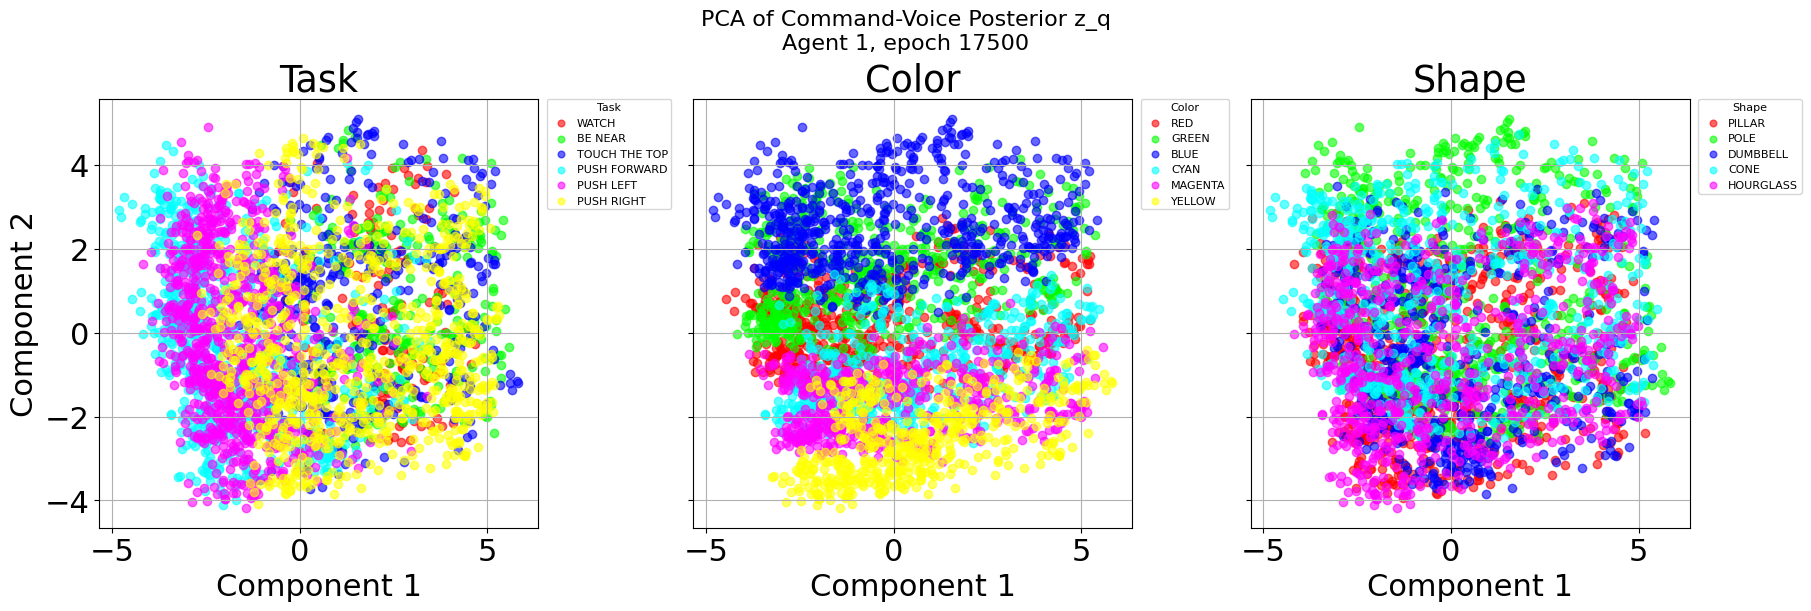 PCA of Command-Voice Posterior z_q
Agent 1, epoch 17500
Task
Color
Shape
Component 2
4
2
0
−2
−4
−5
0
5
Component 1
Task
WATCH
BE NEAR
TOUCH THE TOP
PUSH FORWARD
PUSH LEFT
PUSH RIGHT
−5
0
5
Component 1
Color
RED
GREEN
BLUE
CYAN
MAGENTA
YELLOW
−5
0
5
Component 1
Shape
PILLAR
POLE
DUMBBELL
CONE
HOURGLASS